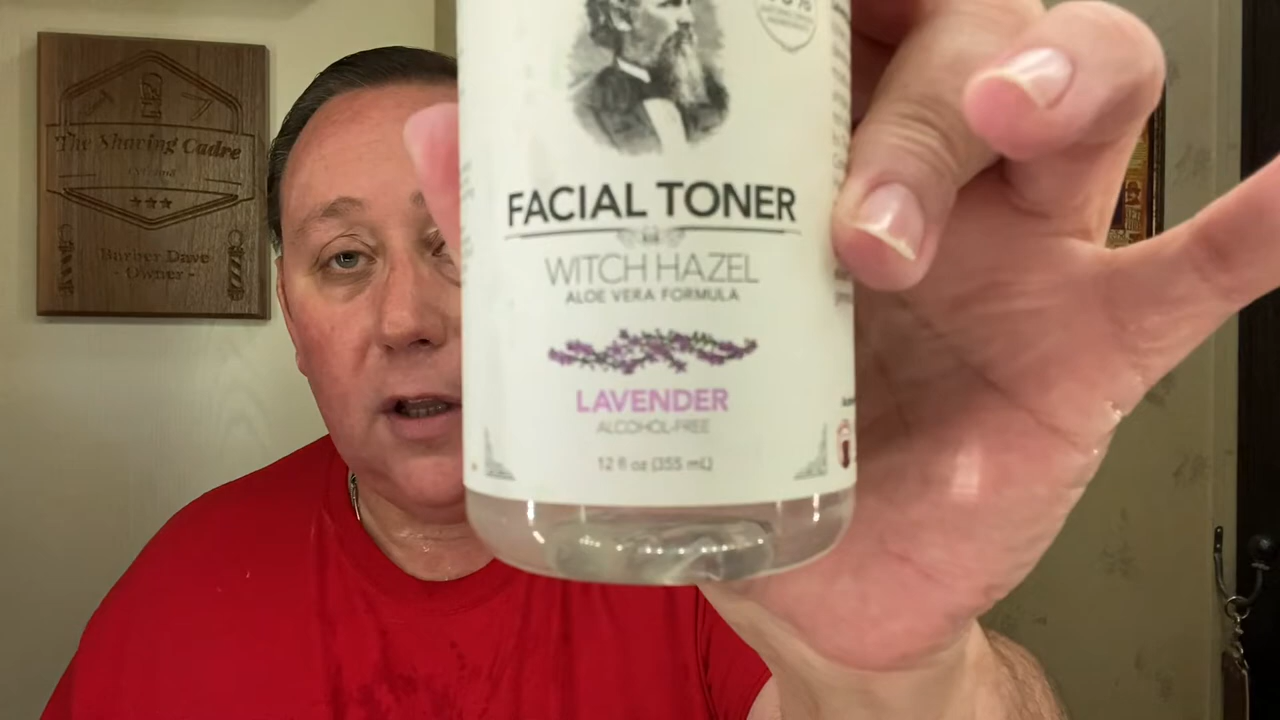 The Shaving Cadre
Barber Dave
- Owner -
FACIAL TONER
WITCH HAZEL
ALOE VERA FORMULA
LAVENDER
ALCOHOL-FREE
12 fl oz (355 mL)